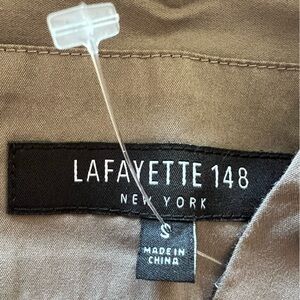 LAFAYETTE 148
NEW YORK
S
MADE IN
CHINA